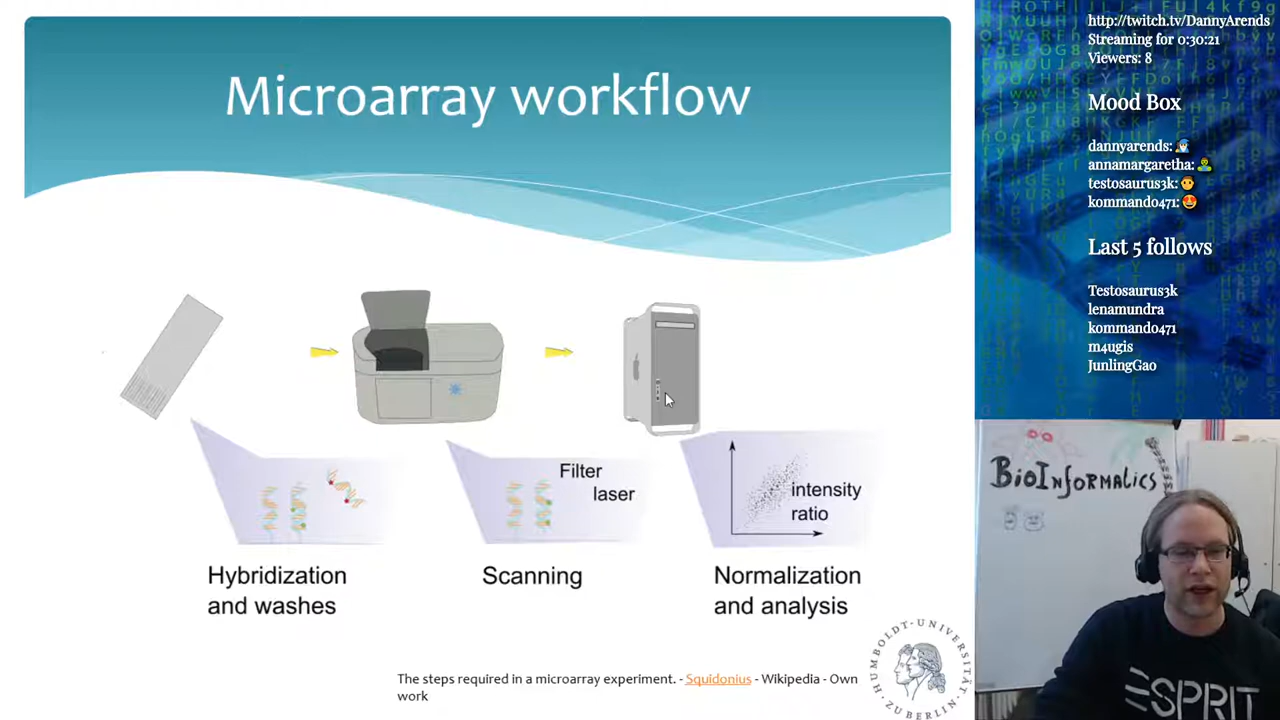 Microarray workflow
Filter
laser
intensity
ratio
Hybridization
and washes
Scanning
Normalization
and analysis
The steps required in a microarray experiment. - Squidonius - Wikipedia - Own
work
HUMBOLDT-UNIVERSITÄT
ZU BERLIN
http://twitch.tv/DannyArends
Streaming for 0:30:21
Viewers: 8
Mood Box
dannyarends:
annamargaretha:
testosaurus3k:
kommando471:
Last 5 follows
Testosaurus3k
lenamundra
kommando471
m4ugis
JunlingGao
BioInformatics
ESPRIT